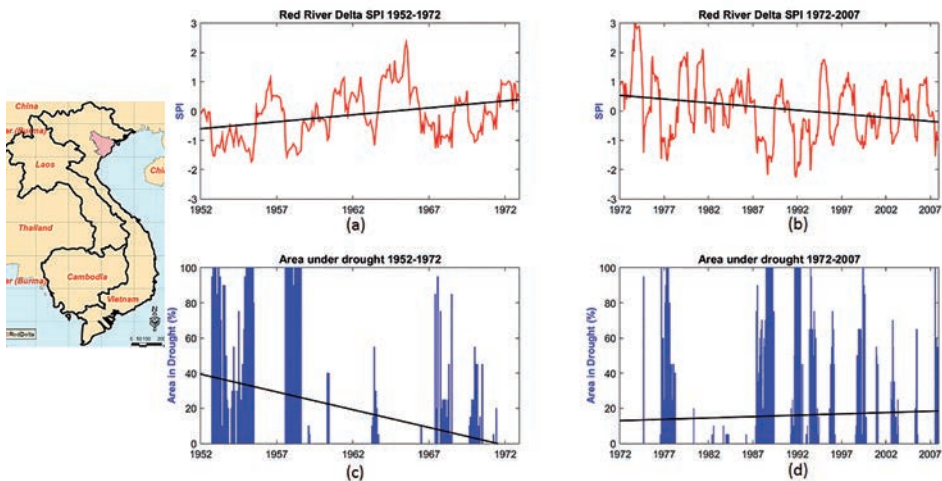 China
ar (Burma)
Laos
Chi
Thailand
ar (Burma)
Cambodia
Vietnam
RedDelta
Red River Delta SPI 1952-1972
SPI
3
2
1
0
-1
-2
-3
1952 1957 1962 1967 1972
(a)
Red River Delta SPI 1972-2007
SPI
3
2
1
0
-1
-2
-3
1972 1977 1982 1987 1992 1997 2002 2007
(b)
Area under drought 1952-1972
Area in Drought (%)
100
80
60
40
20
0
1952 1957 1962 1967 1972
(c)
Area under drought 1972-2007
Area in Drought (%)
100
80
60
40
20
0
1972 1977 1982 1987 1992 1997 2002 2007
(d)